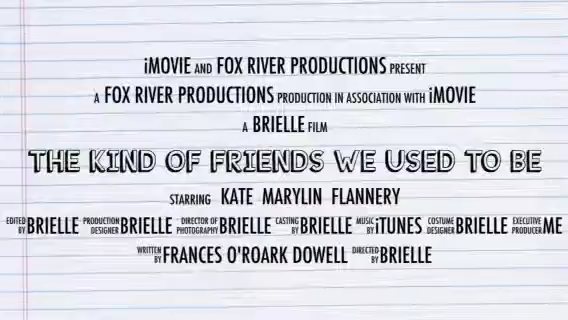 iMOVIE AND FOX RIVER PRODUCTIONS PRESENT
A FOX RIVER PRODUCTIONS PRODUCTION IN ASSOCIATION WITH iMOVIE
A BRIELLE FILM
THE KIND OF FRIENDS WE USED TO BE
STARRING KATE MARYLIN FLANNERY
EDITED BY BRIELLE PRODUCTION DESIGNER BRIELLE DIRECTOR OF PHOTOGRAPHY BRIELLE CASTING BY BRIELLE MUSIC BY iTUNES COSTUME DESIGNER BRIELLE EXECUTIVE PRODUCER ME
WRITTEN BY FRANCES O'ROARK DOWELL DIRECTED BY BRIELLE